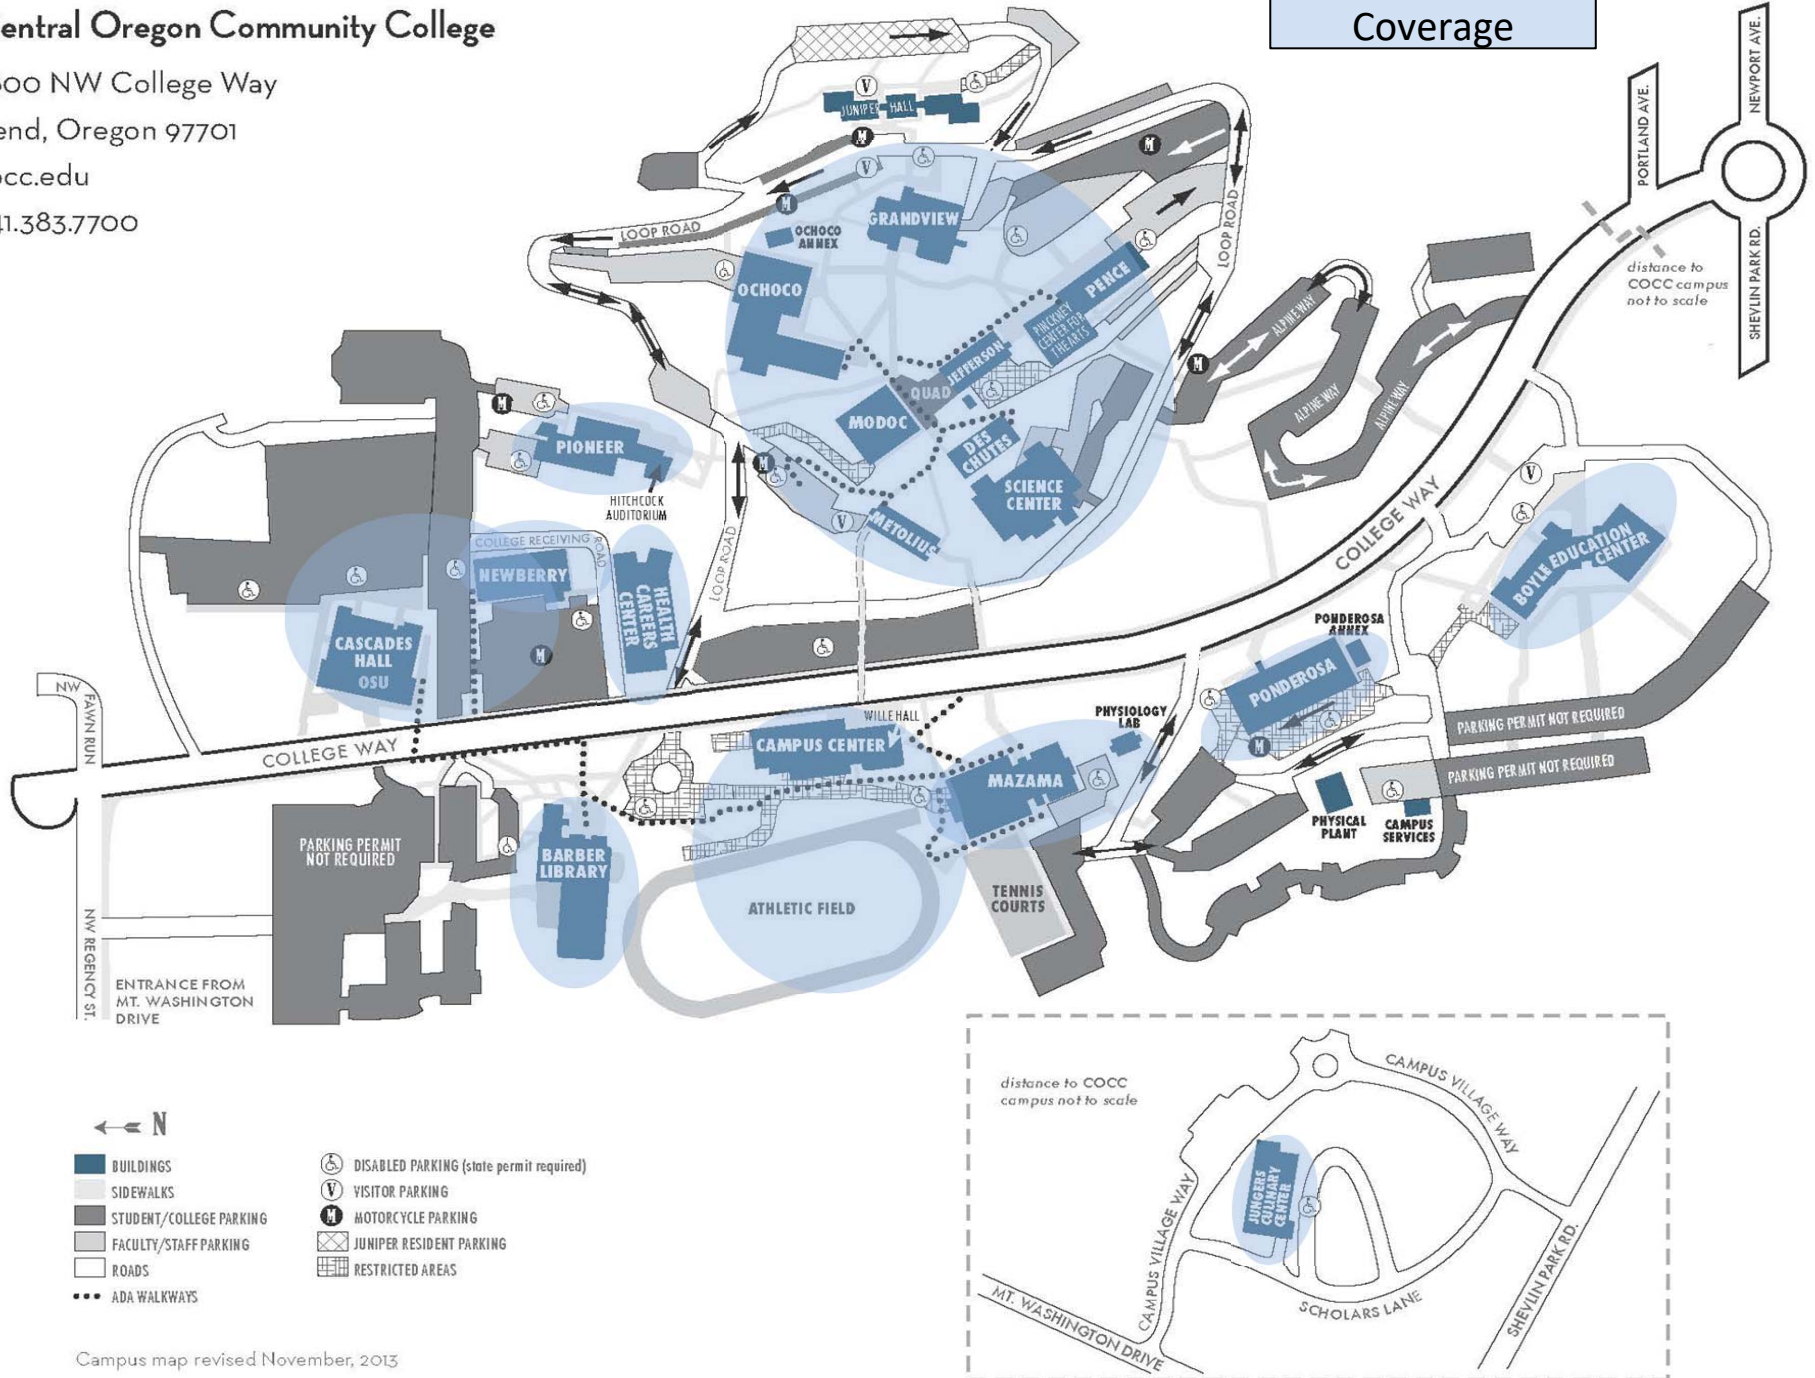 entral Oregon Community College
00 NW College Way
end, Oregon 97701
occ.edu
41.383.7700
Coverage
NEWPORT AVE.
PORTLAND AVE.
SHEVLIN PARK RD.
distance to
COCC campus
not to scale
V
JUNIPER HALL
M
V
M
M
LOOP ROAD
OCHOCO
ANNEX
GRANDVIEW
LOOP ROAD
OCHOCO
PENCE
PINCKNEY
CENTER FOR
THE ARTS
JEFFERSON
QUAD
MODOC
DES
CHUTES
SCIENCE
CENTER
METOLIUS
V
M
M
ALPINE WAY
ALPINE WAY
ALPINE WAY
M
PIONEER
HITCHCOCK
AUDITORIUM
COLLEGE RECEIVING ROAD
NEWBERRY
HEALTH
CAREERS
CENTER
LOOP ROAD
CASCADES
HALL
OSU
M
COLLEGE WAY
V
BOYLE EDUCATION
CENTER
PONDEROSA
ANNEX
PONDEROSA
M
PARKING PERMIT NOT REQUIRED
PARKING PERMIT NOT REQUIRED
PHYSICAL
PLANT
CAMPUS
SERVICES
NW FAWN RUN
COLLEGE WAY
WILLE HALL
CAMPUS CENTER
PHYSIOLOGY
LAB
MAZAMA
PARKING PERMIT
NOT REQUIRED
BARBER
LIBRARY
ATHLETIC FIELD
TENNIS
COURTS
NW REGENCY ST.
ENTRANCE FROM
MT. WASHINGTON
DRIVE
N
BUILDINGS
SIDEWALKS
STUDENT/COLLEGE PARKING
FACULTY/STAFF PARKING
ROADS
ADA WALKWAYS
DISABLED PARKING (state permit required)
V VISITOR PARKING
M MOTORCYCLE PARKING
JUNIPER RESIDENT PARKING
RESTRICTED AREAS
Campus map revised November, 2013
distance to COCC
campus not to scale
CAMPUS VILLAGE WAY
JUNGERS
CULINARY
CENTER
CAMPUS VILLAGE WAY
SCHOLARS LANE
MT. WASHINGTON DRIVE
SHEVLIN PARK RD.